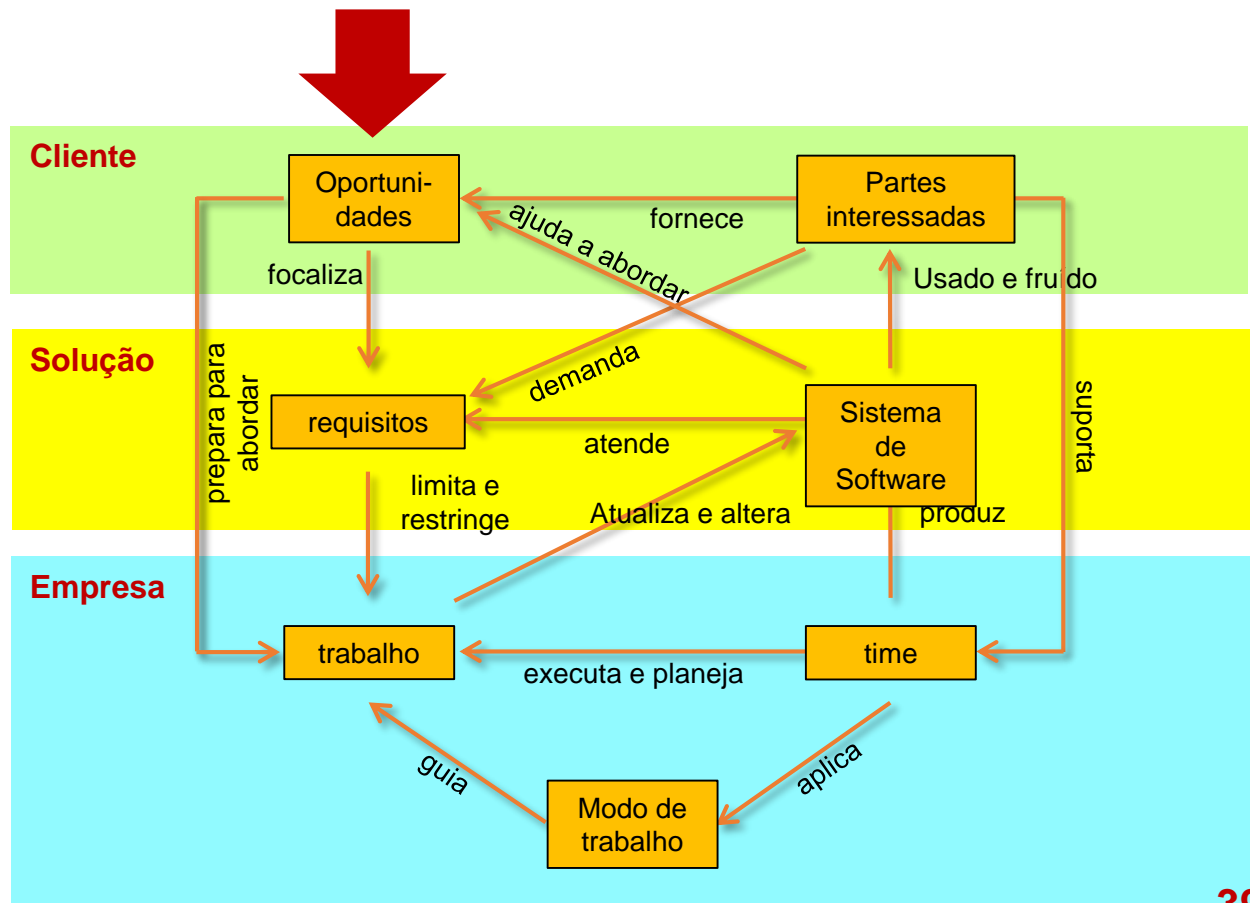 Cliente
Oportuni-
dades
Partes
interessadas
fornece
ajuda a abordar
focaliza
Usado e fruído
Solução
prepara para
abordar
demanda
suporta
requisitos
Sistema
de
Software
atende
limita e
restringe
Atualiza e altera
produz
Empresa
trabalho
time
executa e planeja
guia
aplica
Modo de
trabalho